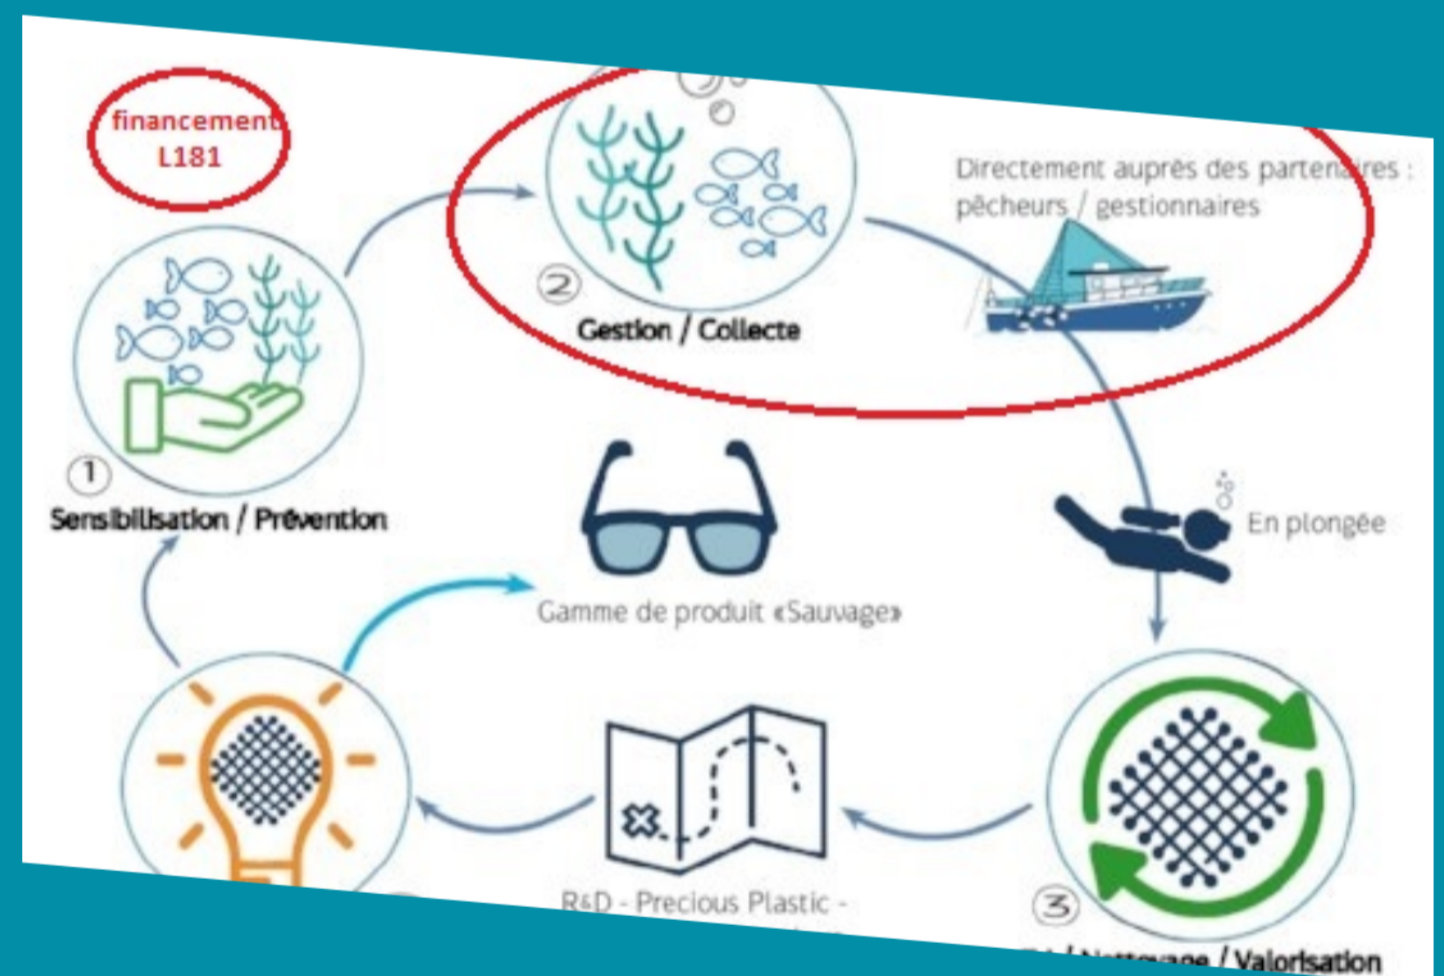 financement
L181
Directement auprès des partenaires :
pêcheurs / gestionnaires
2
Gestion / Collecte
1
Sensibilisation / Prévention
En plongée
Gamme de produit «Sauvage»
R&D - Precious Plastic -
3
/ Nettoyage / Valorisation